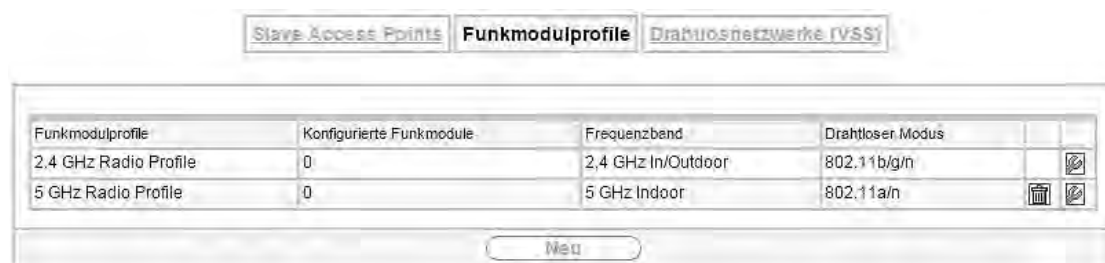 Slave Access Points Funkmodulprofile Drahtlosnetzwerke (VSS)
Funkmodulprofile Konfigurierte Funkmodule Frequenzband Drahtloser Modus
2.4 GHz Radio Profile 0 2,4 GHz In/Outdoor 802.11b/g/n
5 GHz Radio Profile 0 5 GHz Indoor 802.11a/n
Neu